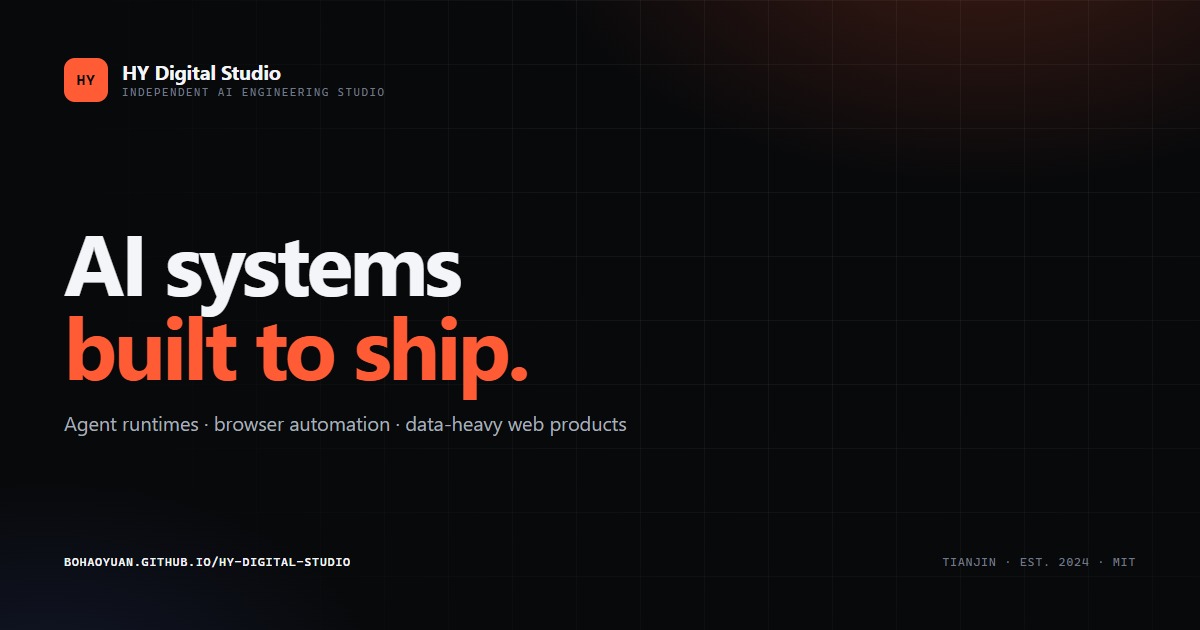 HY
HY Digital Studio
INDEPENDENT AI ENGINEERING STUDIO
AI systems
built to ship.
Agent runtimes · browser automation · data-heavy web products
BOHAOYUAN.GITHUB.IO/HY-DIGITAL-STUDIO
TIANJIN · EST. 2024 · MIT